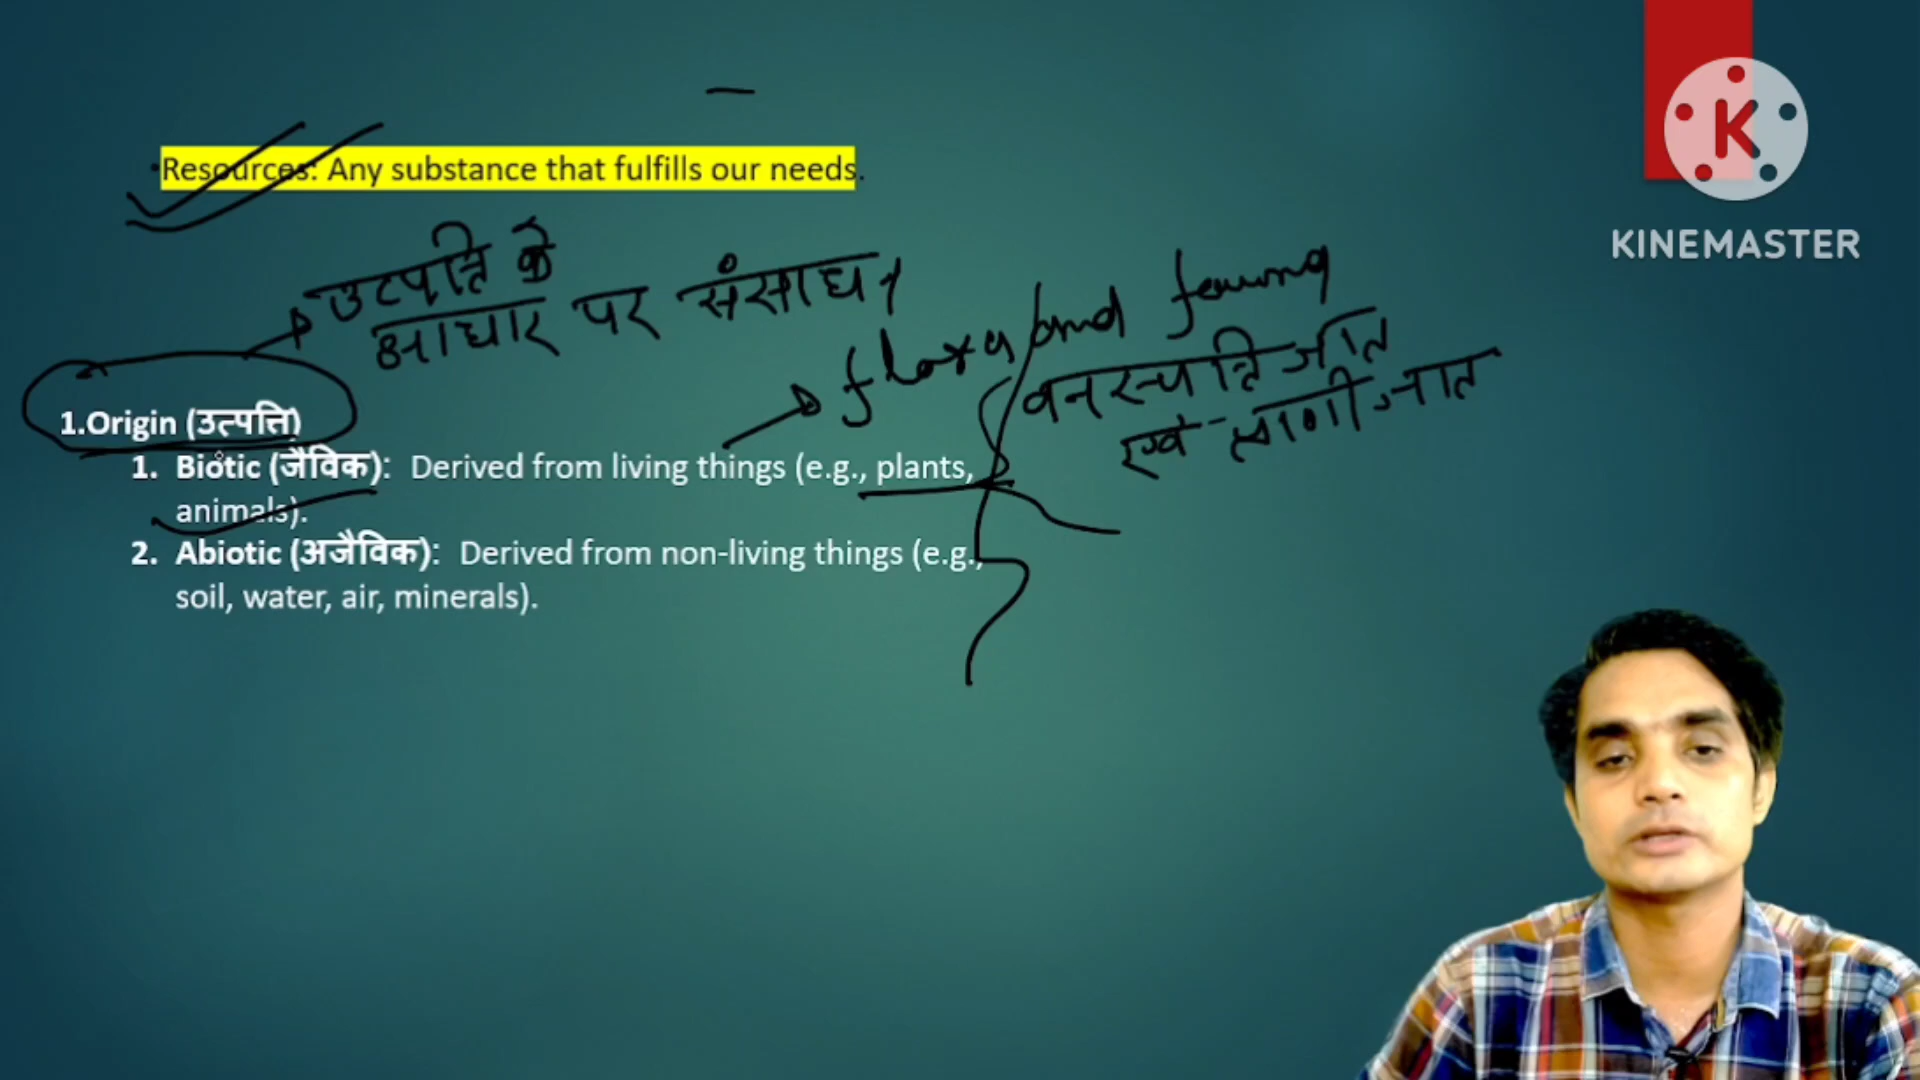 Resources: Any substance that fulfills our needs.
K
KINEMASTER
उत्पत्ति के
आधार पर संसाधन
flora and fauna
वनस्पति जात
एवं प्राणी जात
1.Origin (उत्पत्ति)
1. Biotic (जैविक): Derived from living things (e.g., plants,
animals).
2. Abiotic (अजैविक): Derived from non-living things (e.g.,
soil, water, air, minerals).